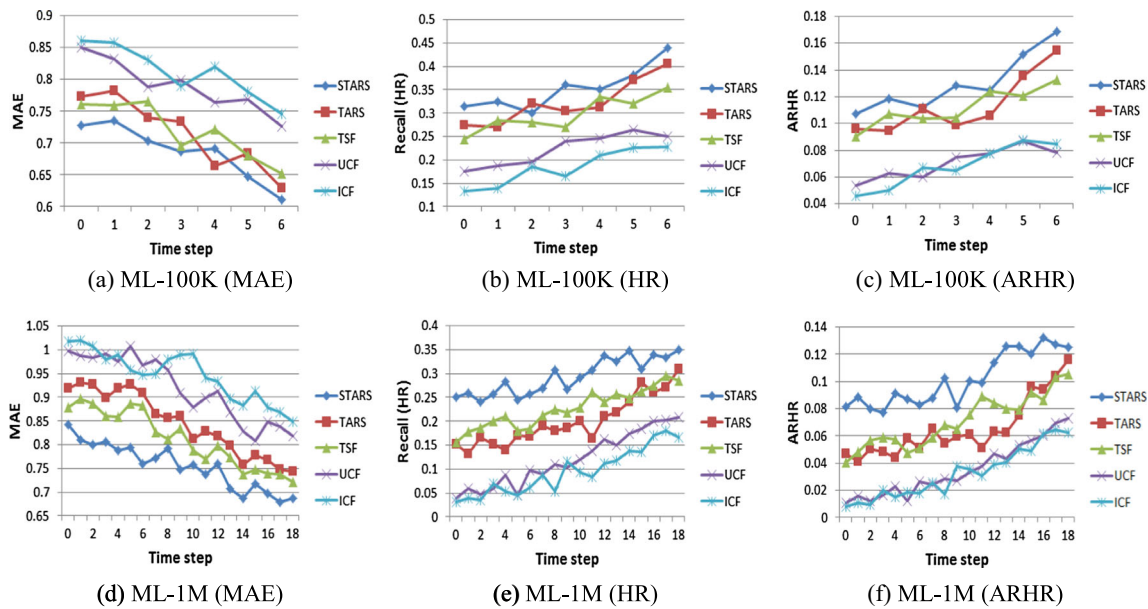 MAE
0.9
0.85
0.8
0.75
0.7
0.65
0.6
0 1 2 3 4 5 6
Time step
STARS
TARS
TSF
UCF
ICF
(a) ML-100K (MAE)
Recall (HR)
0.5
0.45
0.4
0.35
0.3
0.25
0.2
0.15
0.1
0 1 2 3 4 5 6
Time step
STARS
TARS
TSF
UCF
ICF
(b) ML-100K (HR)
ARHR
0.18
0.16
0.14
0.12
0.1
0.08
0.06
0.04
0 1 2 3 4 5 6
Time step
STARS
TARS
TSF
UCF
ICF
(c) ML-100K (ARHR)
MAE
1.05
1
0.95
0.9
0.85
0.8
0.75
0.7
0.65
0 2 4 6 8 10 12 14 16 18
Time step
STARS
TARS
TSF
UCF
ICF
(d) ML-1M (MAE)
Recall (HR)
0.4
0.35
0.3
0.25
0.2
0.15
0.1
0.05
0
0 2 4 6 8 10 12 14 16 18
Time step
STARS
TARS
TSF
UCF
ICF
(e) ML-1M (HR)
ARHR
0.14
0.12
0.1
0.08
0.06
0.04
0.02
0
0 2 4 6 8 10 12 14 16 18
Time step
STARS
TARS
TSF
UCF
ICF
(f) ML-1M (ARHR)